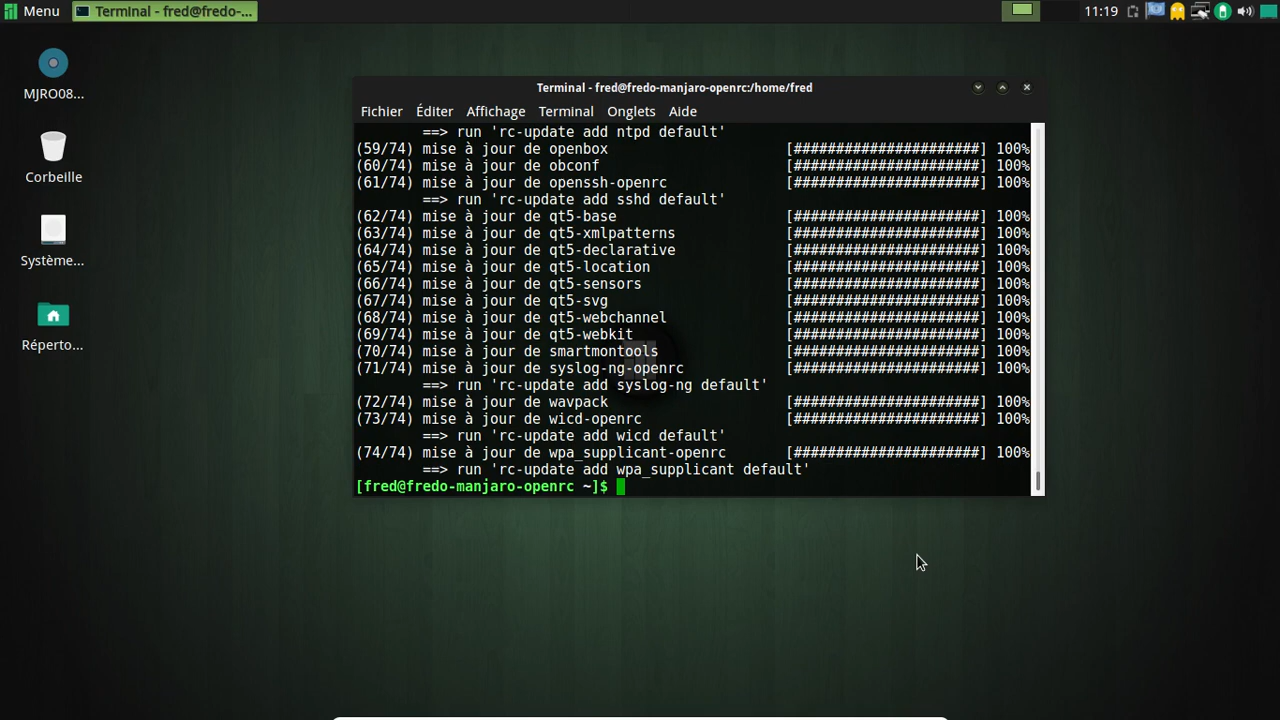 Menu
Terminal - fred@fredo-...
11:19
MJRO08...
Corbeille
Système...
Réperto...
Terminal - fred@fredo-manjaro-openrc:/home/fred
Fichier Éditer Affichage Terminal Onglets Aide
==> run 'rc-update add ntpd default'
(59/74) mise à jour de openbox [######################] 100%
(60/74) mise à jour de obconf [######################] 100%
(61/74) mise à jour de openssh-openrc [######################] 100%
==> run 'rc-update add sshd default'
(62/74) mise à jour de qt5-base [######################] 100%
(63/74) mise à jour de qt5-xmlpatterns [######################] 100%
(64/74) mise à jour de qt5-declarative [######################] 100%
(65/74) mise à jour de qt5-location [######################] 100%
(66/74) mise à jour de qt5-sensors [######################] 100%
(67/74) mise à jour de qt5-svg [######################] 100%
(68/74) mise à jour de qt5-webchannel [######################] 100%
(69/74) mise à jour de qt5-webkit [######################] 100%
(70/74) mise à jour de smartmontools [######################] 100%
(71/74) mise à jour de syslog-ng-openrc [######################] 100%
==> run 'rc-update add syslog-ng default'
(72/74) mise à jour de wavpack [######################] 100%
(73/74) mise à jour de wicd-openrc [######################] 100%
==> run 'rc-update add wicd default'
(74/74) mise à jour de wpa_supplicant-openrc [######################] 100%
==> run 'rc-update add wpa_supplicant default'
[fred@fredo-manjaro-openrc ~]$